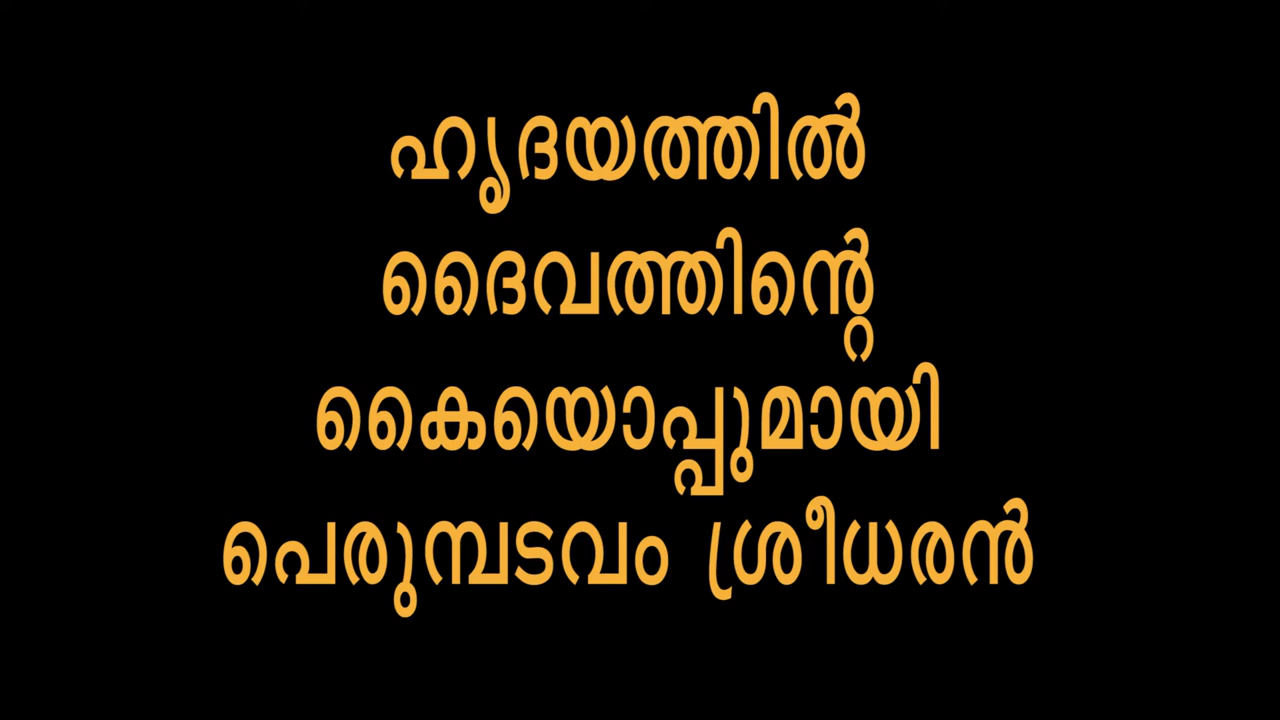 ഹൃദയത്തിൽ
ദൈവത്തിന്റെ
കൈയൊപ്പുമായി
പെരുമ്പടവം ശ്രീധരൻ